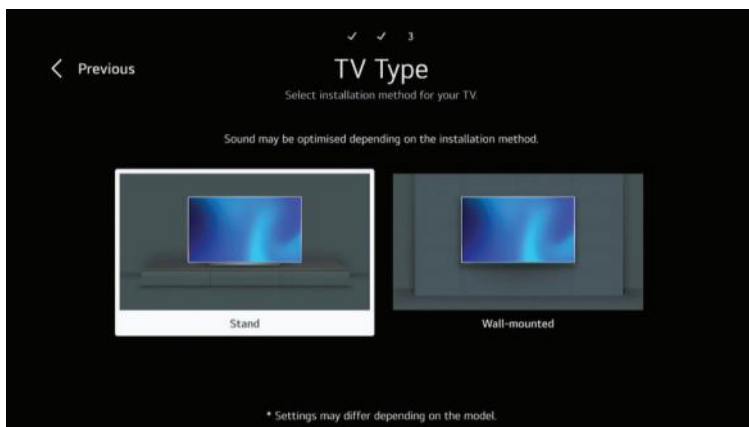 ✓ ✓ 3
Previous
TV Type
Select installation method for your TV.
Sound may be optimised depending on the installation method.
Stand
Wall-mounted
* Settings may differ depending on the model.